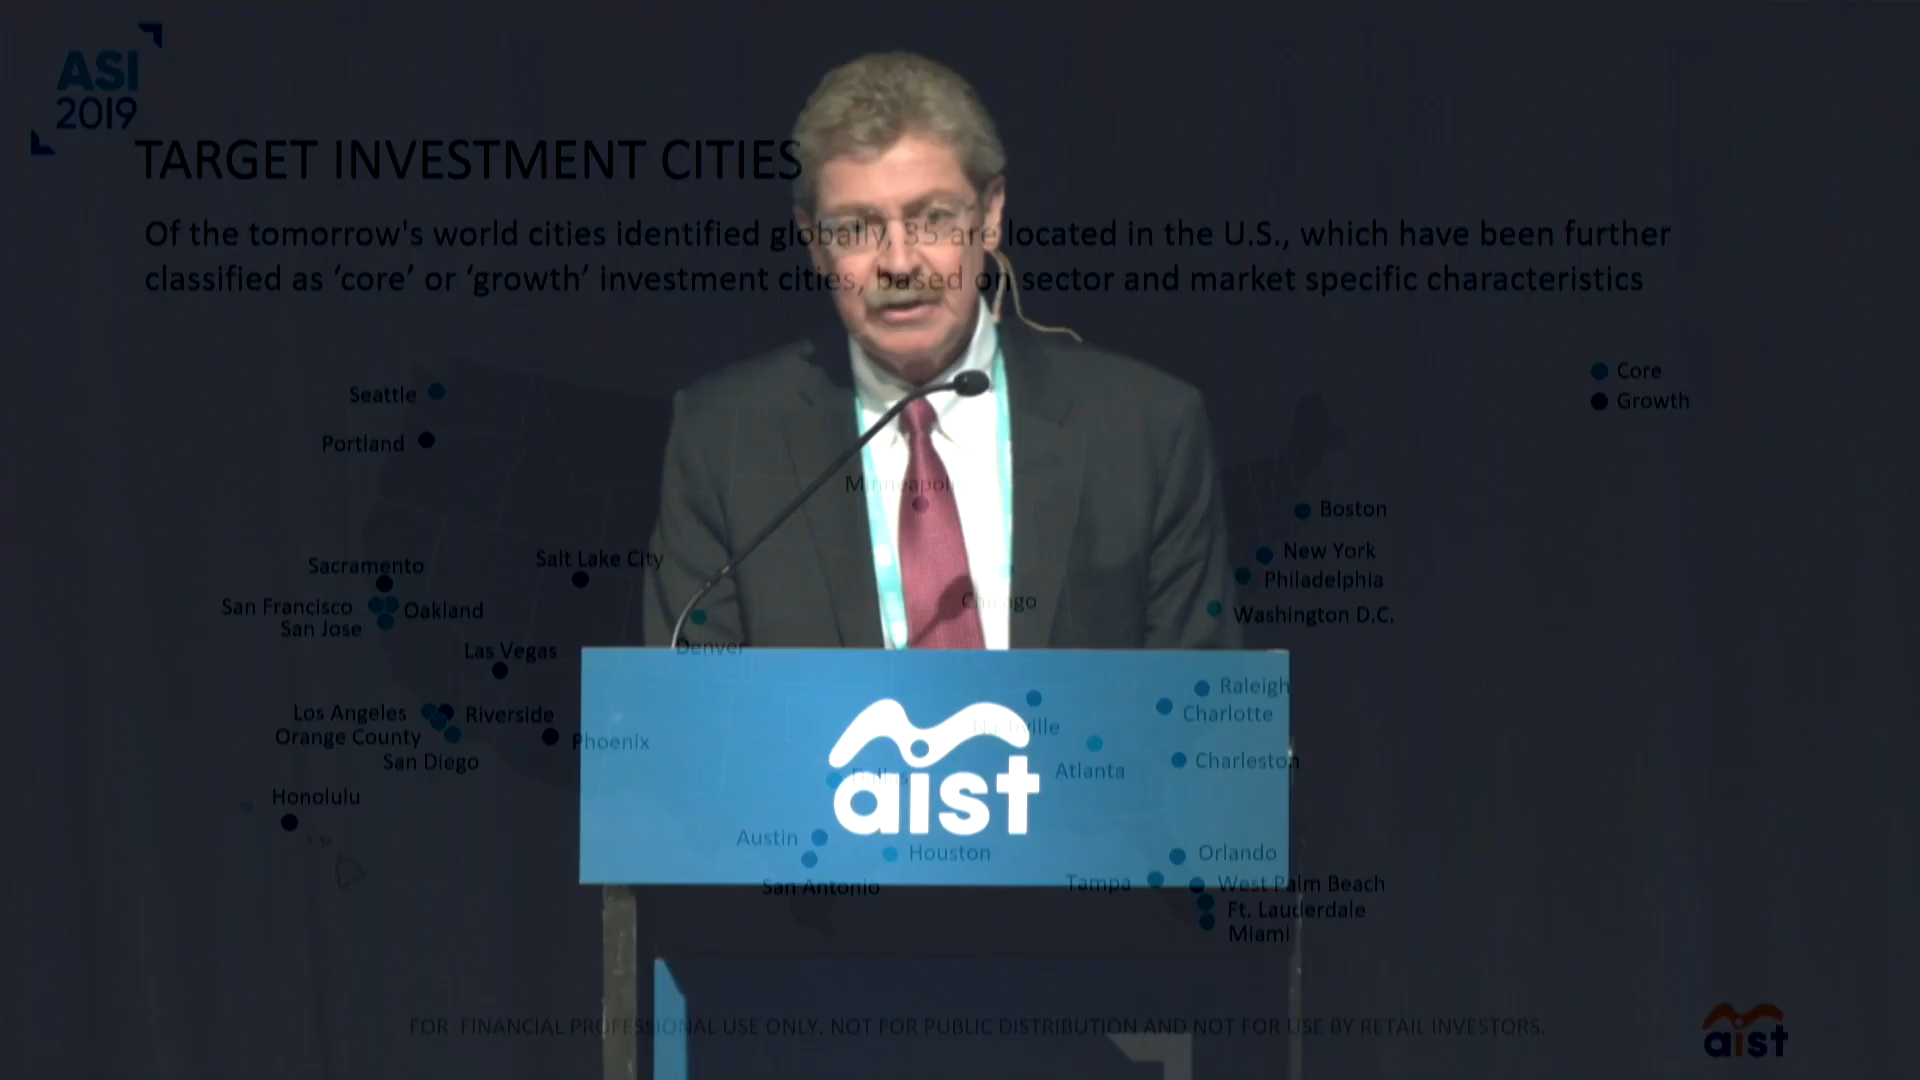 ASI
2019
TARGET INVESTMENT CITIES
Of the tomorrow's world cities identified globally, 35 are located in the U.S., which have been further
classified as ‘core’ or ‘growth’ investment cities, based on sector and market specific characteristics
Core
Growth
Seattle
Portland
Minneapolis
Boston
New York
Philadelphia
Washington D.C.
Sacramento
Salt Lake City
San Francisco
Oakland
San Jose
Chicago
Denver
Las Vegas
Raleigh
Charlotte
Los Angeles
Riverside
Orange County
Phoenix
San Diego
Nashville
Atlanta
Charleston
Dallas
Honolulu
Austin
Houston
San Antonio
Orlando
Tampa
West Palm Beach
Ft. Lauderdale
Miami
aist
FOR FINANCIAL PROFESSIONAL USE ONLY. NOT FOR PUBLIC DISTRIBUTION AND NOT FOR USE BY RETAIL INVESTORS.
aist